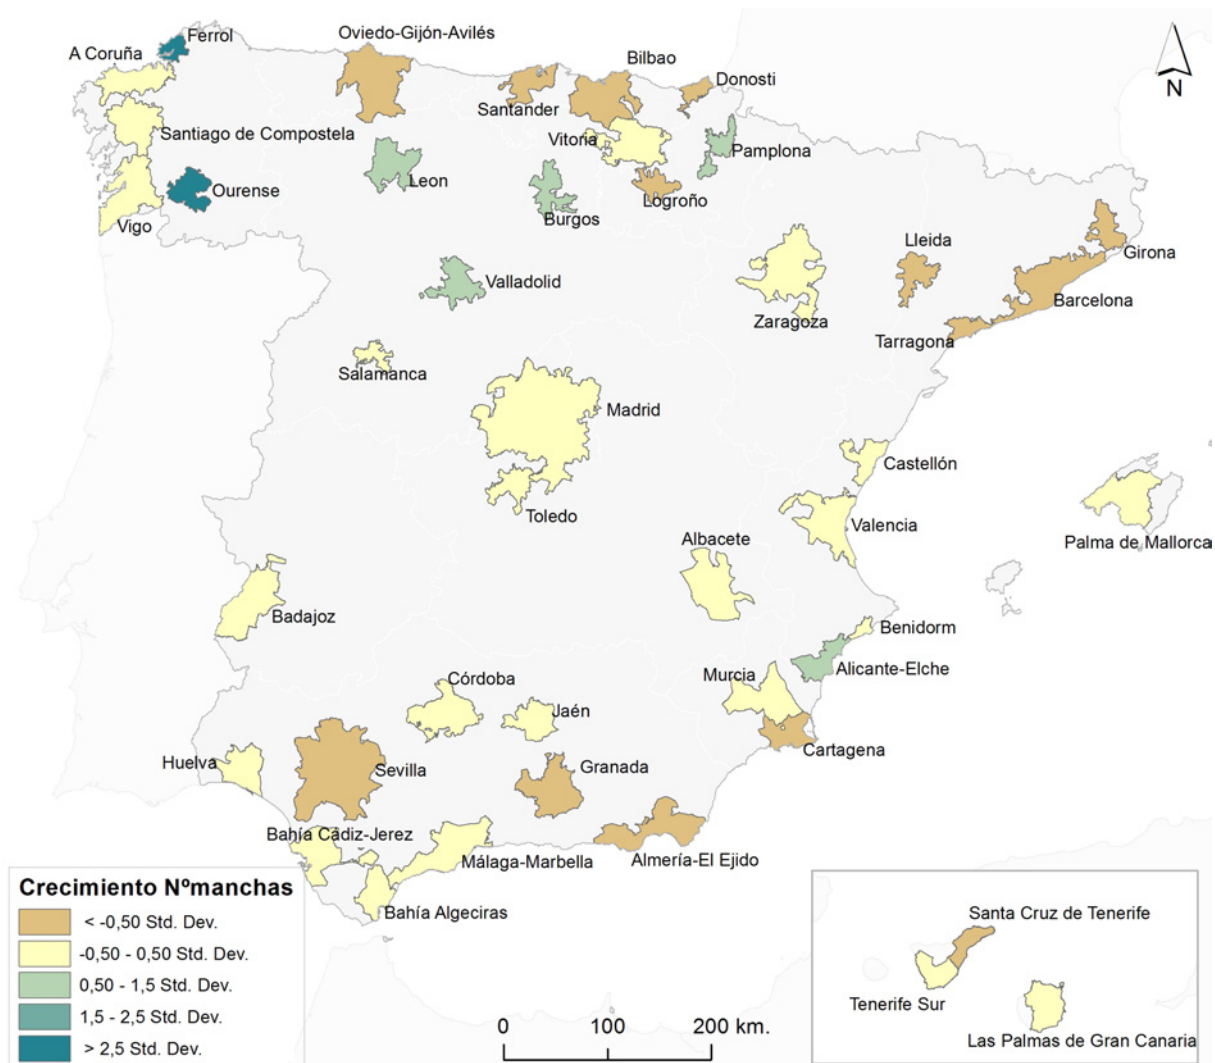 Ferrol
Oviedo-Gijón-Avilés
A Coruña
Bilbao
Donosti
N
Santander
Santiago de Compostela
Vitoria
Pamplona
Leon
Ourense
Logroño
Burgos
Vigo
Lleida
Girona
Valladolid
Barcelona
Zaragoza
Tarragona
Salamanca
Madrid
Castellón
Toledo
Valencia
Albacete
Palma de Mallorca
Badajoz
Benidorm
Alicante-Elche
Murcia
Córdoba
Jaén
Cartagena
Huelva
Sevilla
Granada
Bahía Cádiz-Jerez
Málaga-Marbella
Almería-El Ejido
Bahía Algeciras
Crecimiento Nºmanchas
< -0,50 Std. Dev.
-0,50 - 0,50 Std. Dev.
0,50 - 1,5 Std. Dev.
1,5 - 2,5 Std. Dev.
> 2,5 Std. Dev.
0 100 200 km.
Santa Cruz de Tenerife
Tenerife Sur
Las Palmas de Gran Canaria